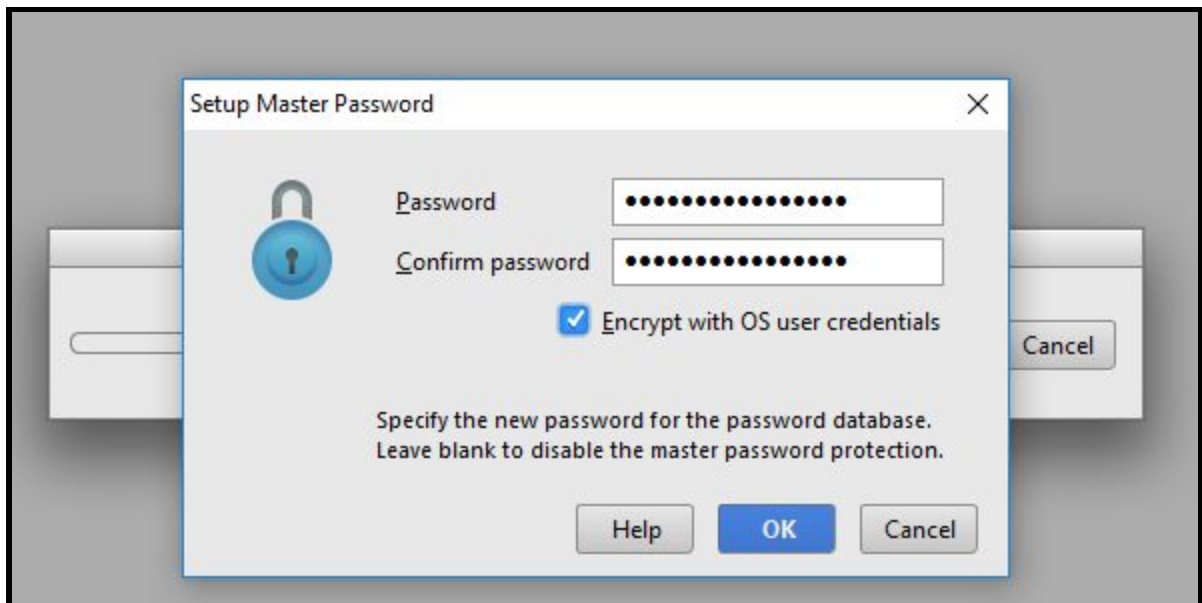 Setup Master Password
Password
••••••••••••••••
Confirm password
••••••••••••••••
Encrypt with OS user credentials
Cancel
Specify the new password for the password database.
Leave blank to disable the master password protection.
Help OK Cancel